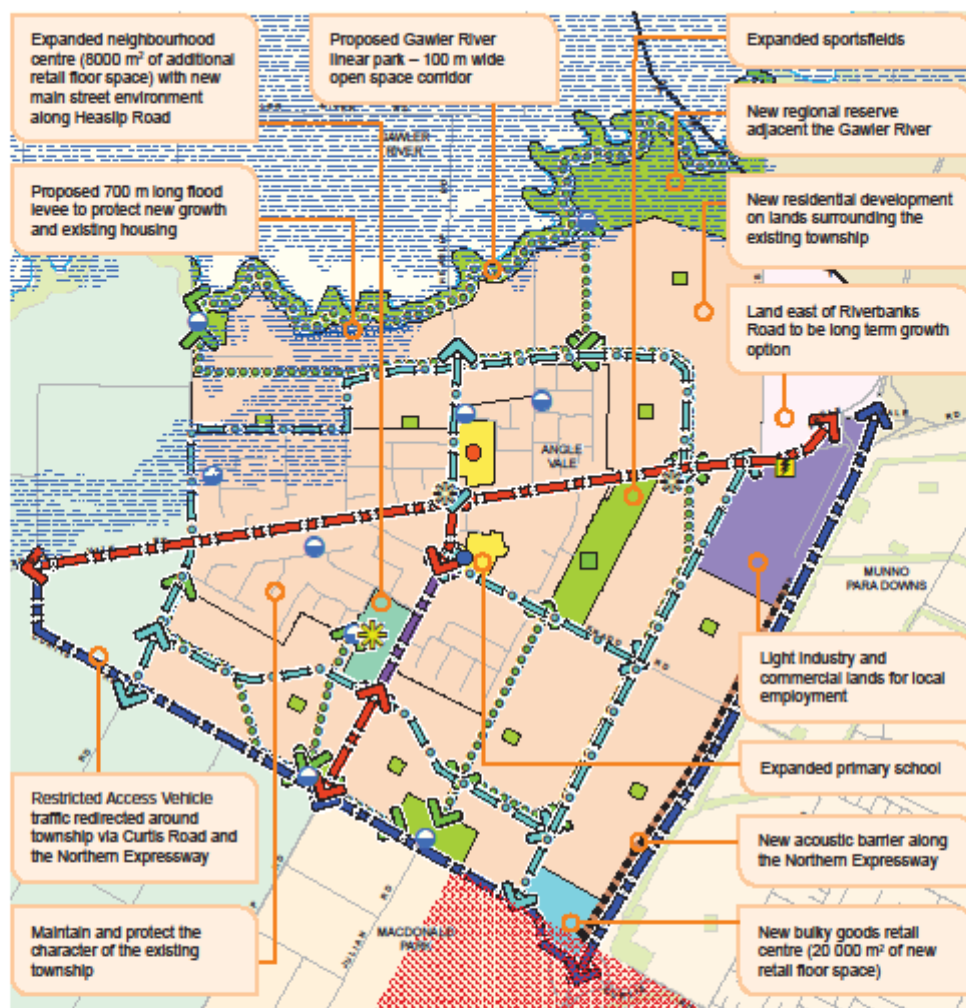 Expanded neighbourhood
centre (8000 m² of additional
retail floor space) with new
main street environment
along Heaslip Road
Proposed Gawler River
linear park – 100 m wide
open space corridor
Expanded sportsfields
New regional reserve
adjacent the Gawler River
Proposed 700 m long flood
levee to protect new growth
and existing housing
New residential development
on lands surrounding the
existing township
Land east of Riverbanks
Road to be long term growth
option
GAWLER
RIVER
RD
ANGLE
VALE
RD
MUNNO
PARA DOWNS
RD
Light industry and
commercial lands for local
employment
Expanded primary school
Restricted Access Vehicle
traffic redirected around
township via Curtis Road and
the Northern Expressway
RD
New acoustic barrier along
the Northern Expressway
Maintain and protect the
character of the existing
township
MACDONALD
PARK
JULIAN
RD
New bulky goods retail
centre (20 000 m² of new
retail floor space)